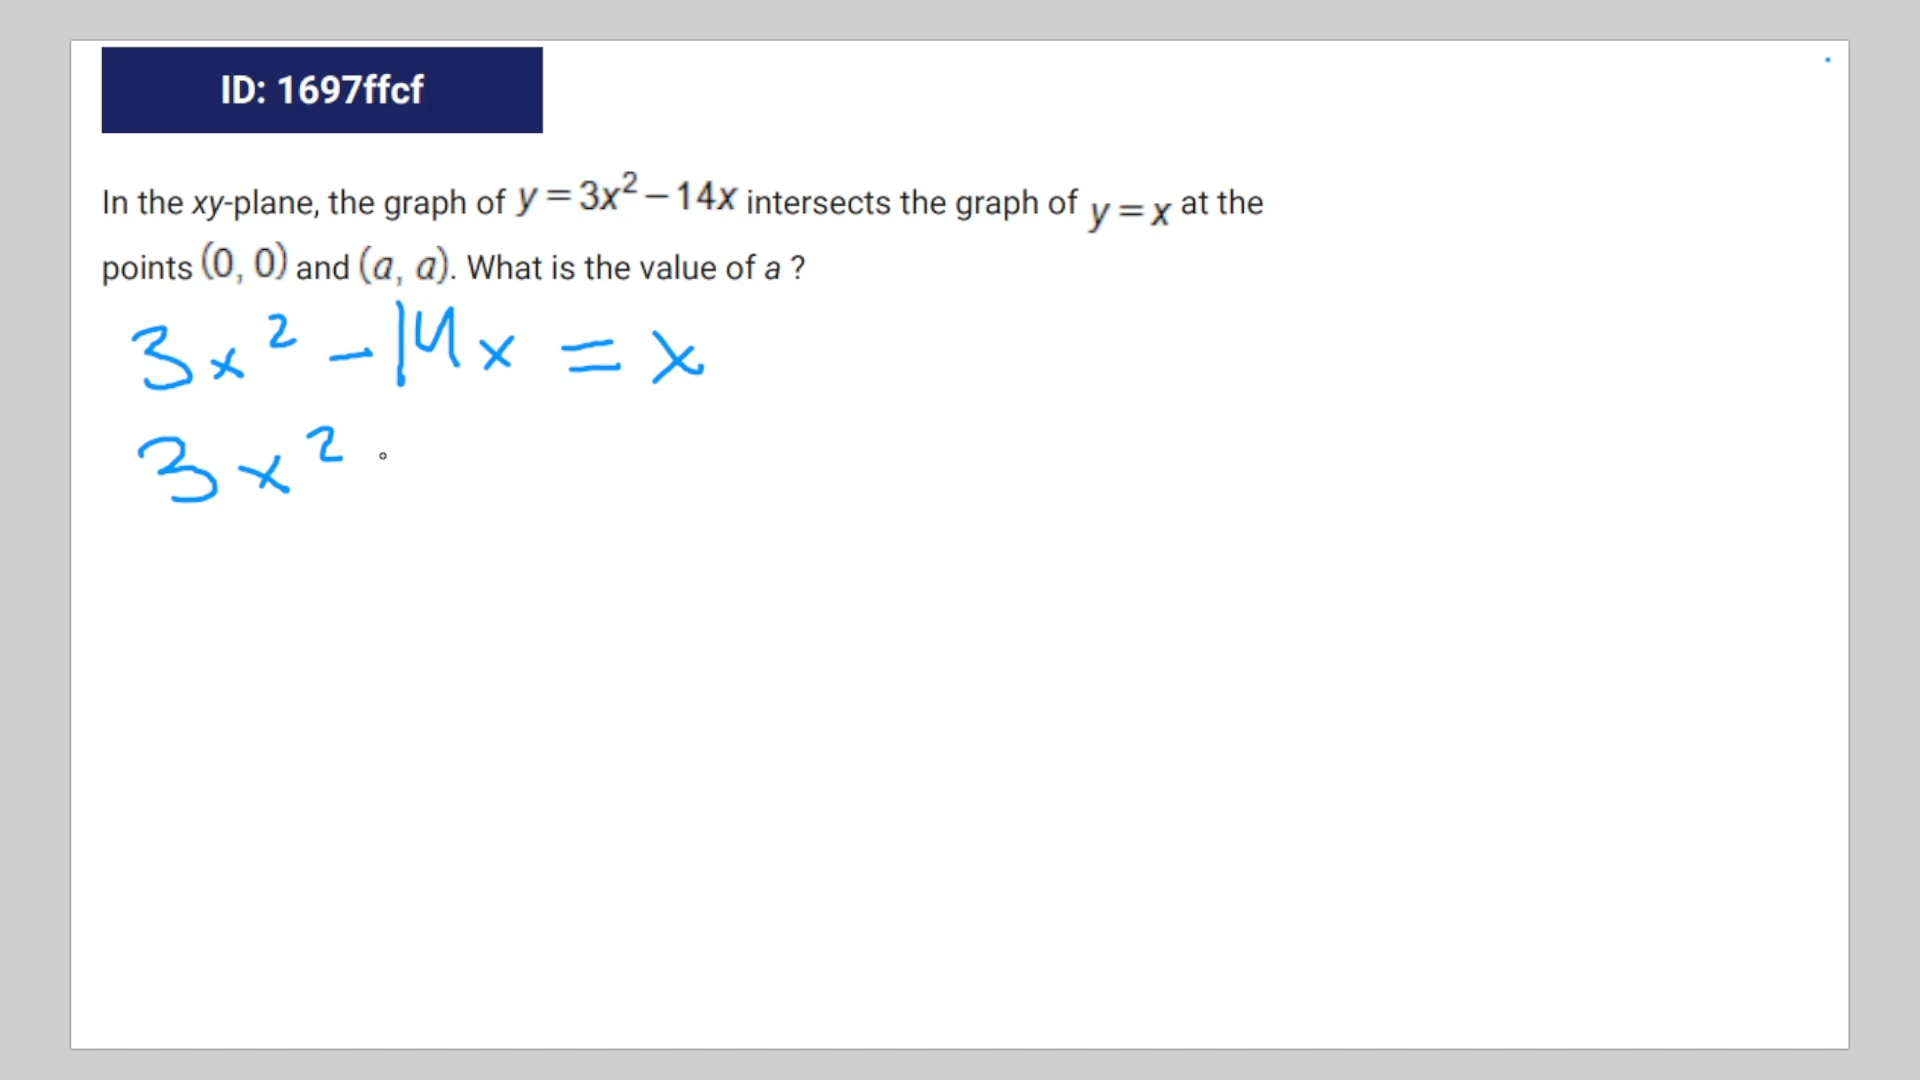 ID: 1697ffcf
In the xy-plane, the graph of y = 3x² − 14x intersects the graph of y = x at the
points (0, 0) and (a, a). What is the value of a ?
3x² − 14x = x
3x²